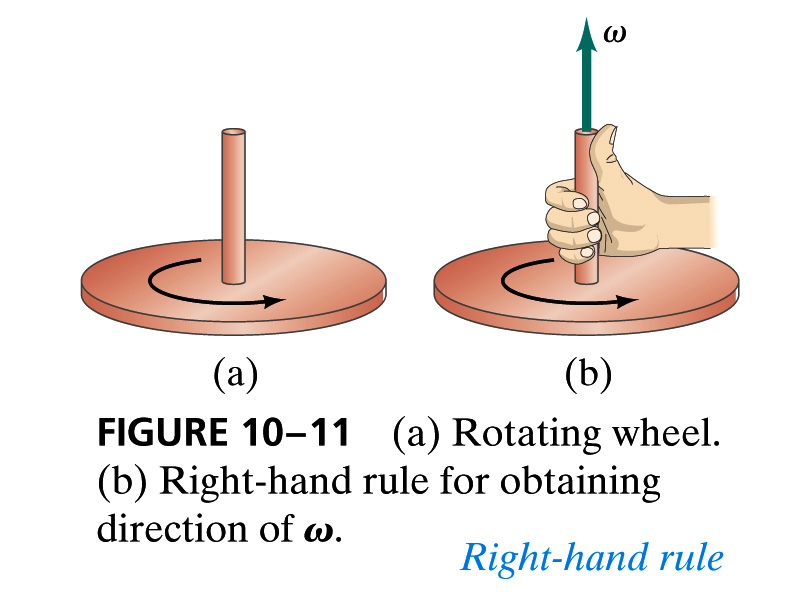 ω
(a)
(b)
FIGURE 10–11 (a) Rotating wheel.
(b) Right-hand rule for obtaining
direction of ω.
Right-hand rule